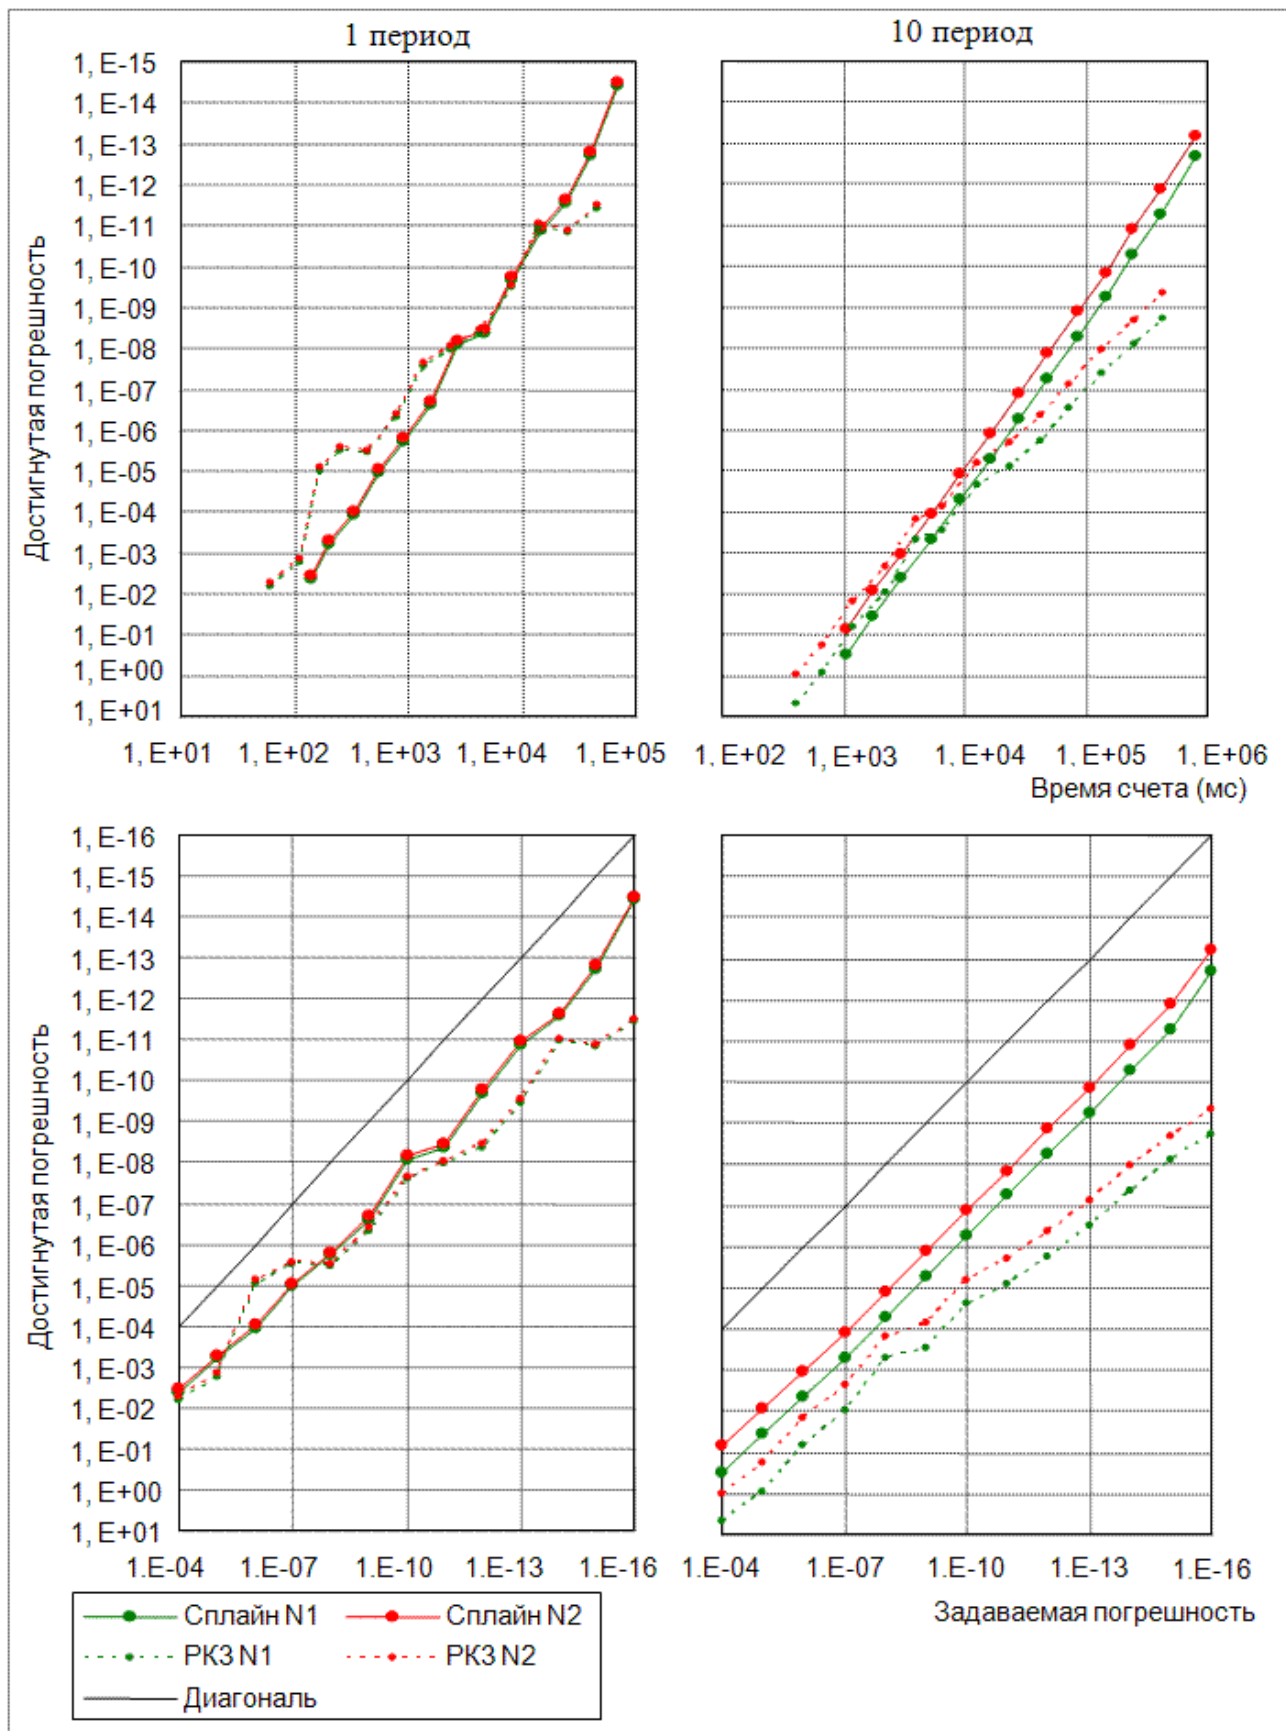 1 период
10 период
1, E-15
1, E-14
1, E-13
1, E-12
1, E-11
1, E-10
1, E-09
1, E-08
1, E-07
1, E-06
1, E-05
1, E-04
1, E-03
1, E-02
1, E-01
1, E+00
1, E+01
Достигнутая погрешность
1, E+01 1, E+02 1, E+03 1, E+04 1, E+05
1, E+02 1, E+03 1, E+04 1, E+05 1, E+06
Время счета (мс)
1, E-16
1, E-15
1, E-14
1, E-13
1, E-12
1, E-11
1, E-10
1, E-09
1, E-08
1, E-07
1, E-06
1, E-05
1, E-04
1, E-03
1, E-02
1, E-01
1, E+00
1, E+01
Достигнутая погрешность
1.E-04 1.E-07 1.E-10 1.E-13 1.E-16
1.E-04 1.E-07 1.E-10 1.E-13 1.E-16
Задаваемая погрешность
Сплайн N1 Сплайн N2
РК3 N1 РК3 N2
Диагональ